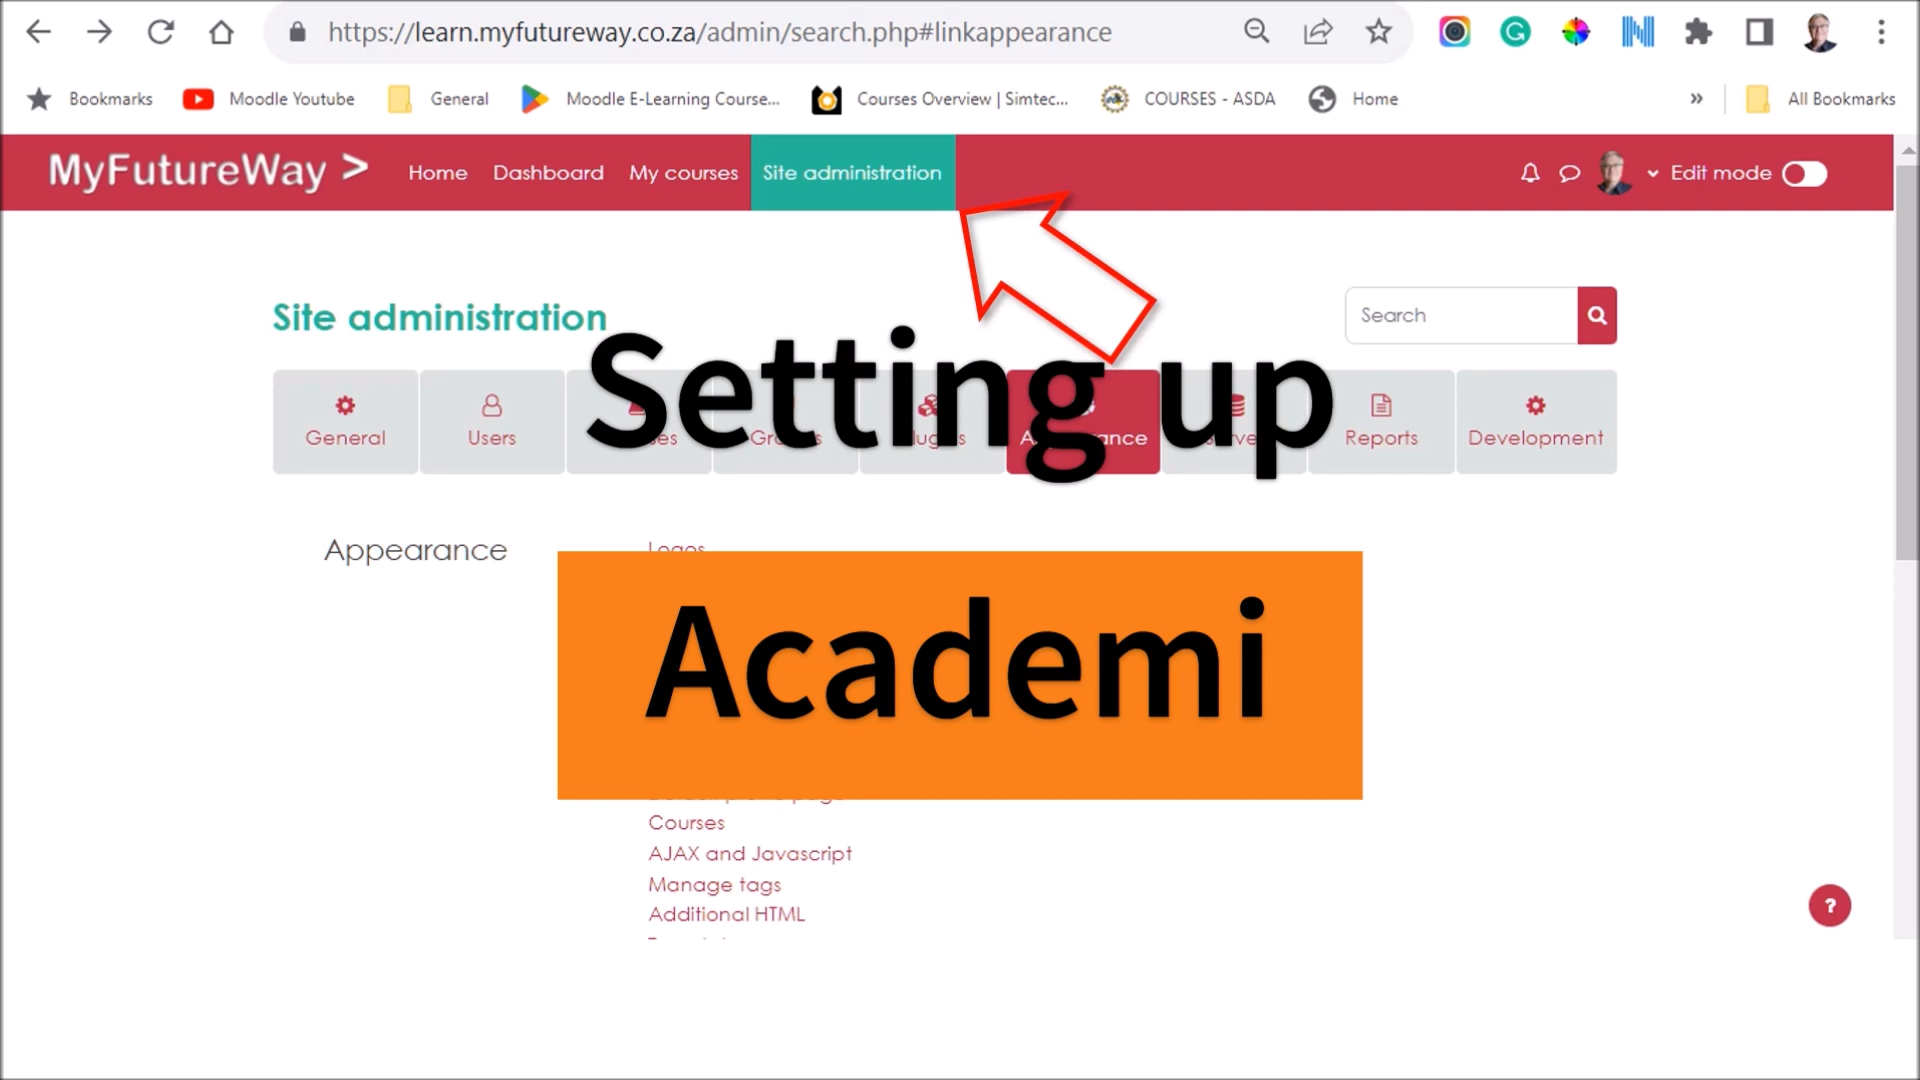 https://learn.myfutureway.co.za/admin/search.php#linkappearance
Bookmarks Moodle Youtube General Moodle E-Learning Course... Courses Overview | Simtec... COURSES - ASDA Home » All Bookmarks
MyFutureWay > Home Dashboard My courses Site administration Edit mode
Site administration Search
Setting up
General Users Reports Development
Appearance Logos
Academi
Courses
AJAX and Javascript
Manage tags
Additional HTML
?